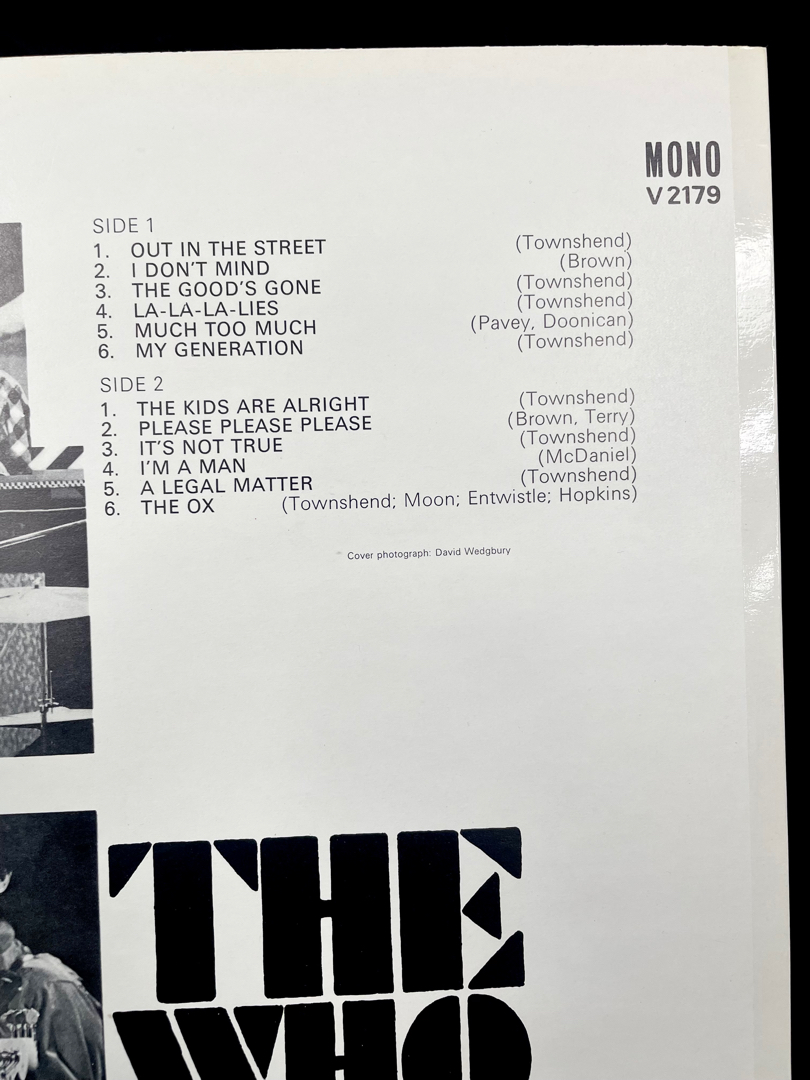 MONO
V2179
SIDE 1
1. OUT IN THE STREET (Townshend)
2. I DON'T MIND (Brown)
3. THE GOOD'S GONE (Townshend)
4. LA-LA-LA-LIES (Townshend)
5. MUCH TOO MUCH (Pavey, Doonican)
6. MY GENERATION (Townshend)
SIDE 2
1. THE KIDS ARE ALRIGHT (Townshend)
2. PLEASE PLEASE PLEASE (Brown, Terry)
3. IT'S NOT TRUE (Townshend)
4. I'M A MAN (McDaniel)
5. A LEGAL MATTER (Townshend)
6. THE OX (Townshend; Moon; Entwistle; Hopkins)
Cover photograph: David Wedgbury
THE
WHO